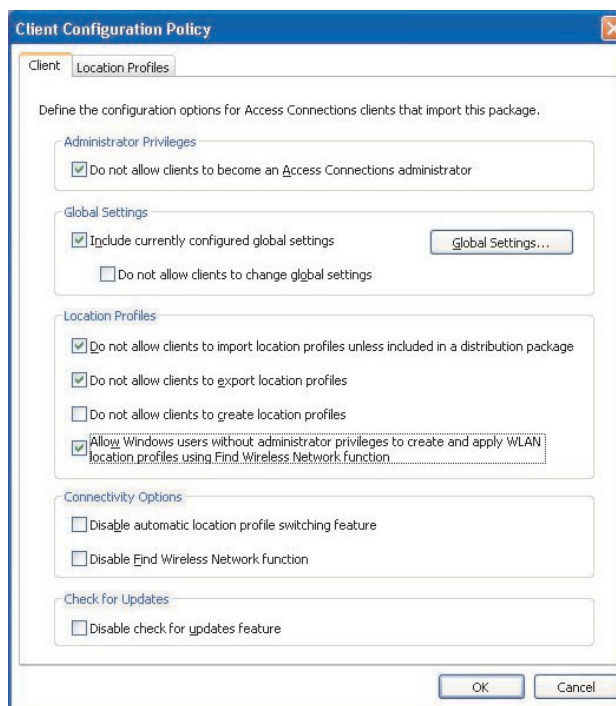 Client Configuration Policy
Client
Location Profiles
Define the configuration options for Access Connections clients that import this package.
Administrator Privileges
Do not allow clients to become an Access Connections administrator
Global Settings
Include currently configured global settings
Global Settings...
Do not allow clients to change global settings
Location Profiles
Do not allow clients to import location profiles unless included in a distribution package
Do not allow clients to export location profiles
Do not allow clients to create location profiles
Allow Windows users without administrator privileges to create and apply WLAN
location profiles using Find Wireless Network function
Connectivity Options
Disable automatic location profile switching feature
Disable Find Wireless Network function
Check for Updates
Disable check for updates feature
OK
Cancel